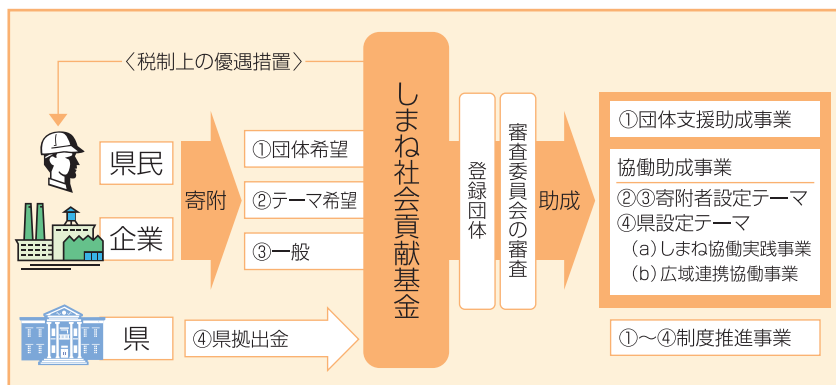 〈税制上の優遇措置〉
県民
企業
県
寄附
①団体希望
②テーマ希望
③一般
④県拠出金
しまね社会貢献基金
登録団体
審査委員会の審査
助成
①団体支援助成事業
協働助成事業
②③寄附者設定テーマ
④県設定テーマ
（a）しまね協働実践事業
（b）広域連携協働事業
①～④制度推進事業